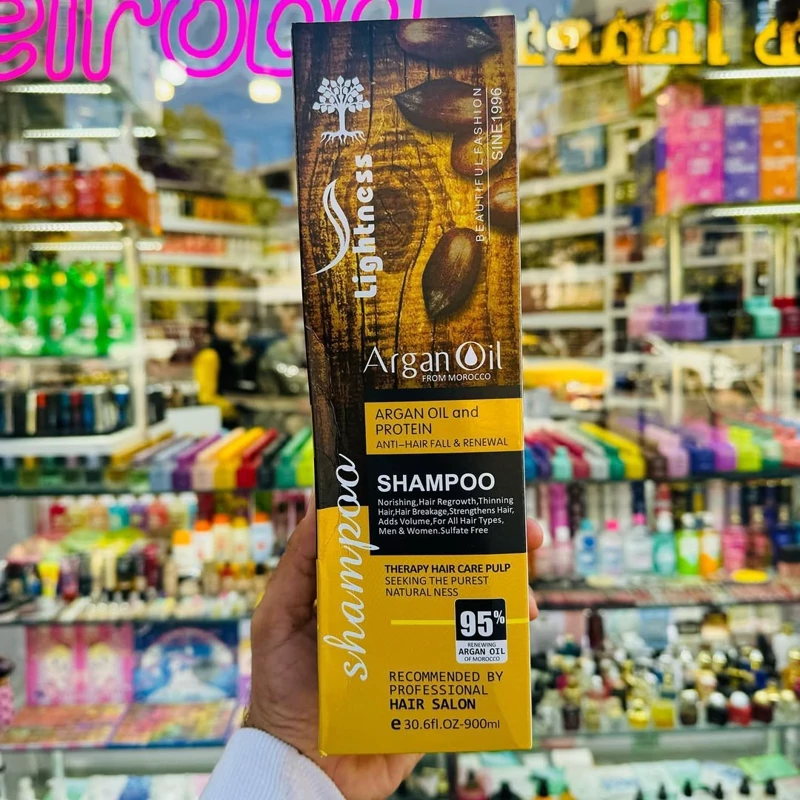 Lightness
BEAUTIFUL FASHION
SINE1996
Argan Oil
FROM MOROCCO
ARGAN OIL and
PROTEIN
ANTI-HAIR FALL & RENEWAL
shampoo
SHAMPOO
Norishing,Hair Regrowth,Thinning
Hair,Hair Breakage,Strengthens Hair,
Adds Volume,For All Hair Types,
Men & Women.Sulfate Free
THERAPY HAIR CARE PULP
SEEKING THE PUREST
NATURAL NESS
95%
RENEWING
ARGAN OIL
OF MOROCCO
RECOMMENDED BY
PROFESSIONAL
HAIR SALON
e 30.6fl.OZ-900ml